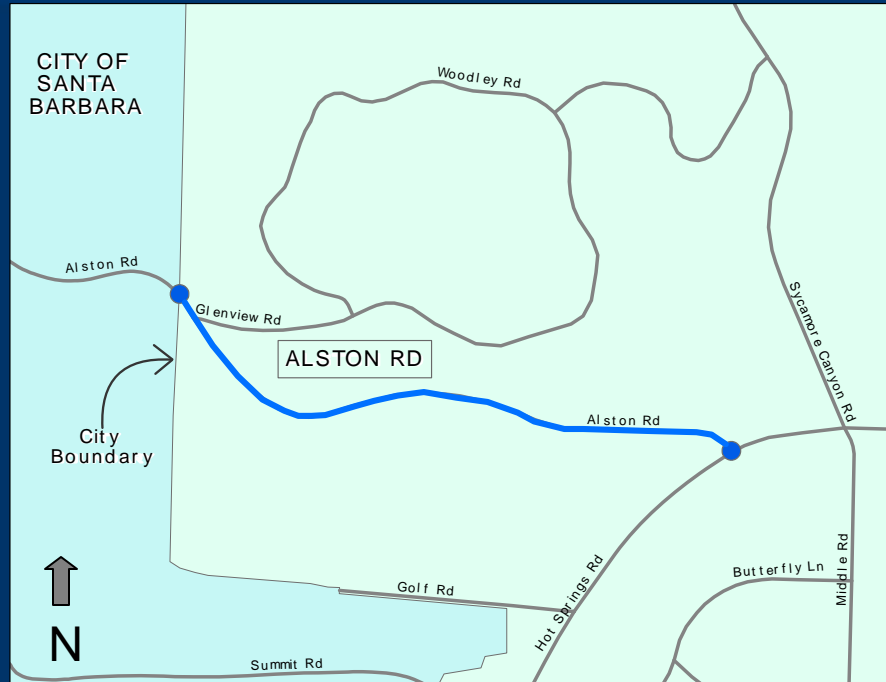 CITY OF
SANTA
BARBARA
Woodley Rd
Alston Rd
Glenview Rd
Sycamore Canyon Rd
ALSTON RD
Alston Rd
City
Boundary
Hot Springs Rd
Middle Rd
Butterfly Ln
Golf Rd
N
Summit Rd